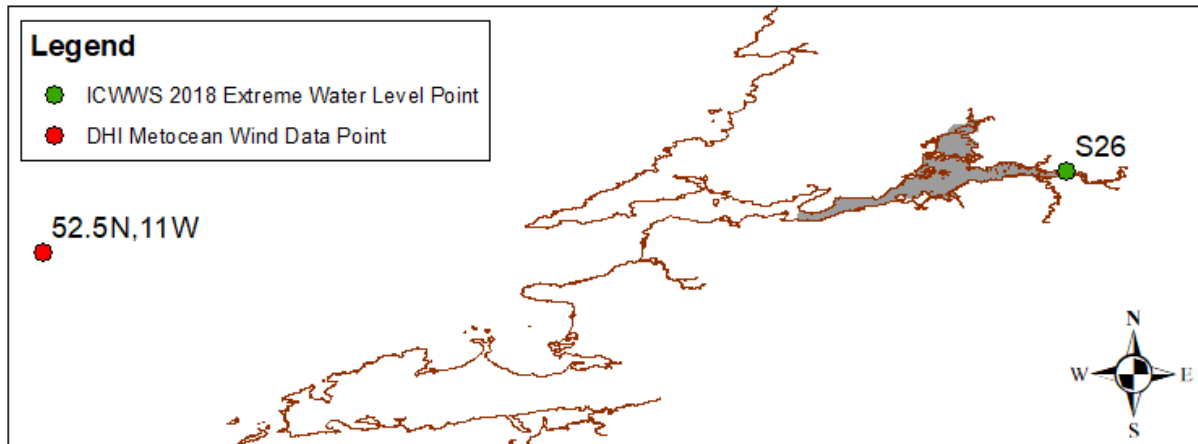 Legend
ICWWS 2018 Extreme Water Level Point
DHI Metocean Wind Data Point
S26
52.5N,11W
N
W
E
S